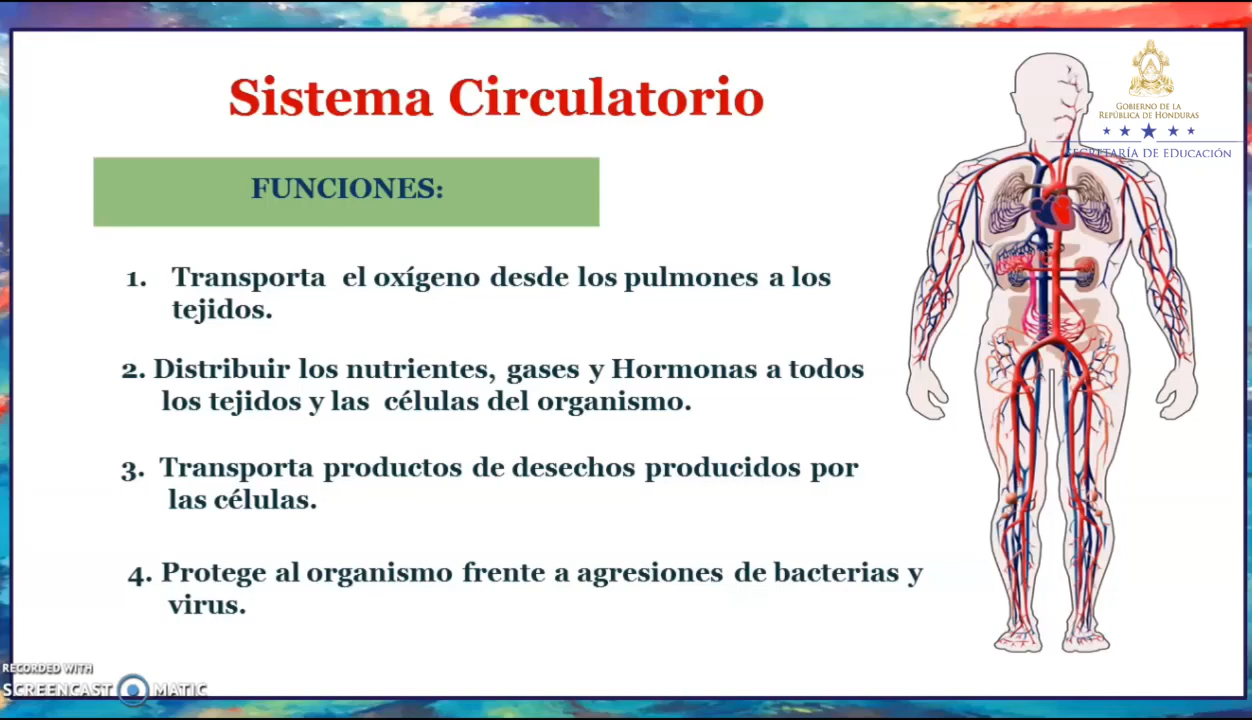 Sistema Circulatorio
GOBIERNO DE LA
REPÚBLICA DE HONDURAS
SECRETARÍA DE EDUCACIÓN
FUNCIONES:
1. Transporta el oxígeno desde los pulmones a los
tejidos.
2. Distribuir los nutrientes, gases y Hormonas a todos
los tejidos y las células del organismo.
3. Transporta productos de desechos producidos por
las células.
4. Protege al organismo frente a agresiones de bacterias y
virus.
RECORDED WITH
SCREENCAST MATIC